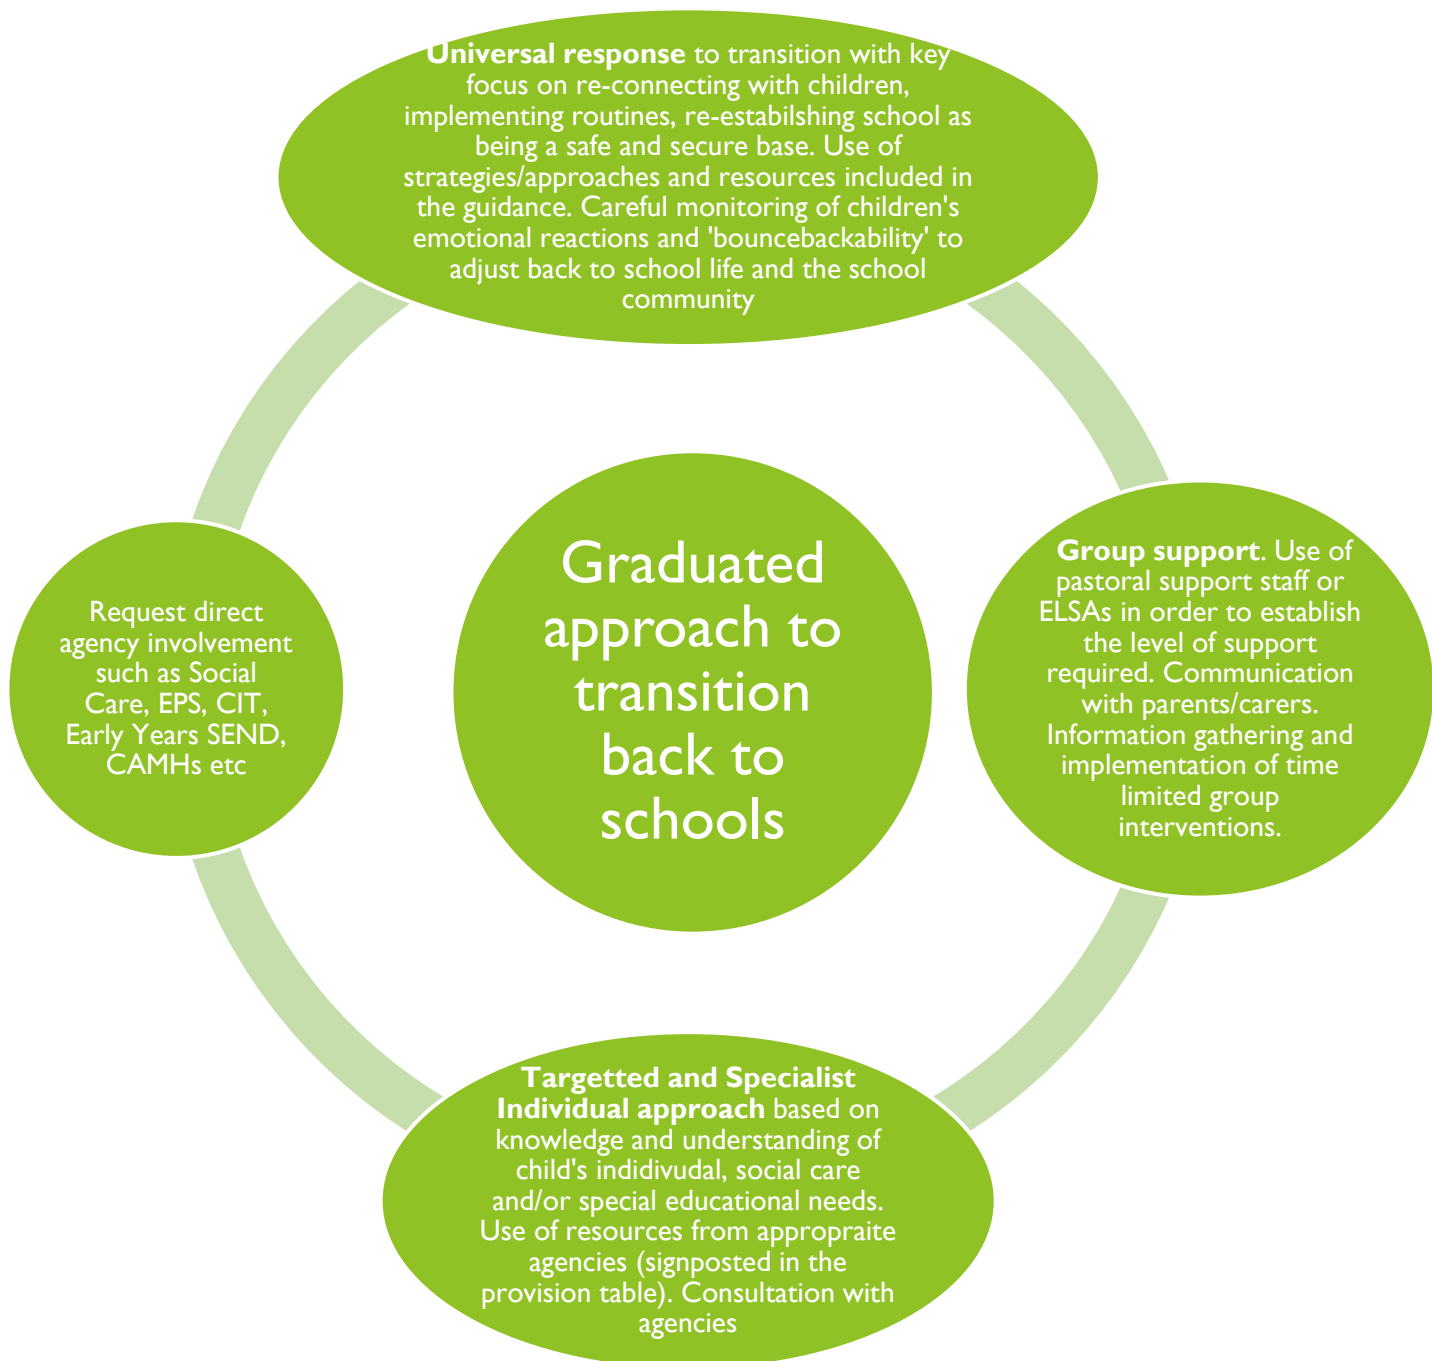 Universal response to transition with key
focus on re-connecting with children,
implementing routines, re-estabilshing school as
being a safe and secure base. Use of
strategies/approaches and resources included in
the guidance. Careful monitoring of children's
emotional reactions and 'bouncebackability' to
adjust back to school life and the school
community
Graduated
approach to
transition
back to
schools
Group support. Use of
pastoral support staff or
ELSAs in order to establish
the level of support
required. Communication
with parents/carers.
Information gathering and
implementation of time
limited group
interventions.
Targetted and Specialist
Individual approach based on
knowledge and understanding of
child's indidivudal, social care
and/or special educational needs.
Use of resources from appropraite
agencies (signposted in the
provision table). Consultation with
agencies
Request direct
agency involvement
such as Social
Care, EPS, CIT,
Early Years SEND,
CAMHs etc